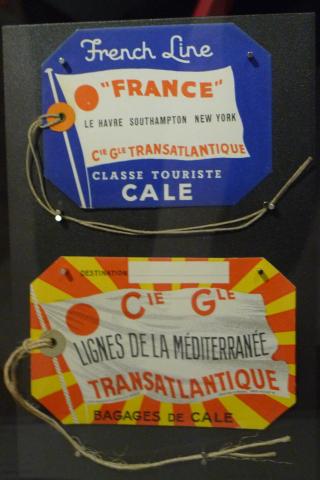 French Line
"FRANCE"
LE HAVRE SOUTHAMPTON NEW YORK
CIE GLE TRANSATLANTIQUE
CLASSE TOURISTE
CALE
DESTINATION
CIE GLE
LIGNES DE LA MÉDITERRANÉE
TRANSATLANTIQUE
BAGAGES DE CALE